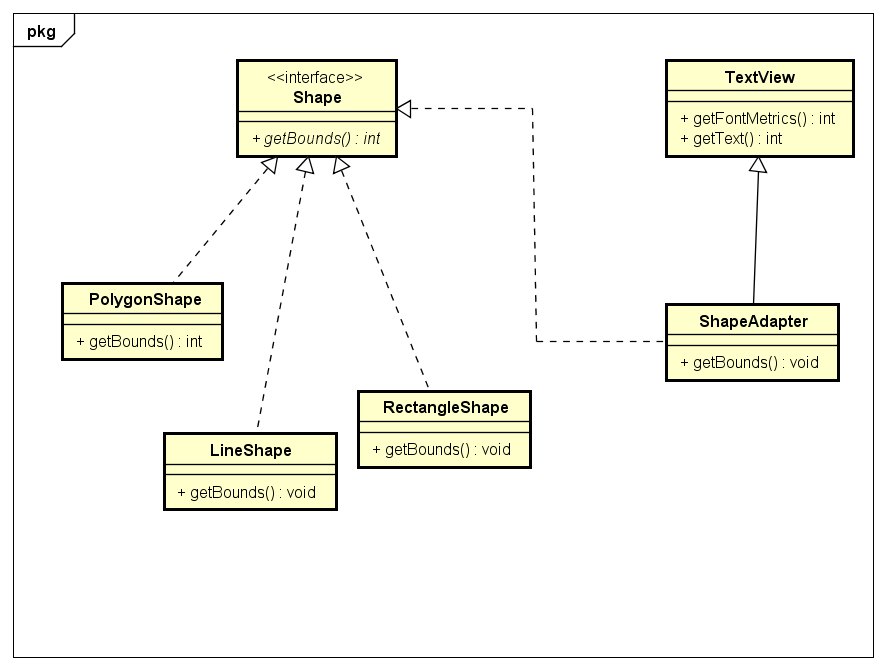 pkg
<<interface>>
Shape
+ getBounds() : int
TextView
+ getFontMetrics() : int
+ getText() : int
PolygonShape
+ getBounds() : int
ShapeAdapter
+ getBounds() : void
RectangleShape
+ getBounds() : void
LineShape
+ getBounds() : void